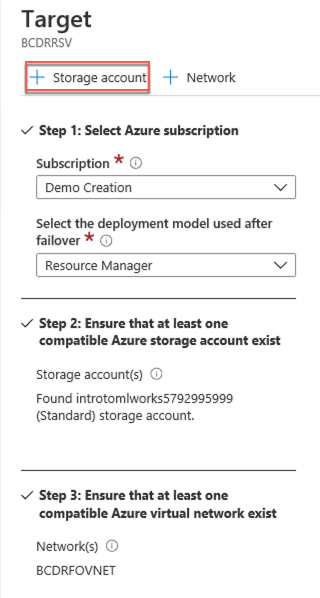 Target
BCDRRSV
+ Storage account + Network
Step 1: Select Azure subscription
Subscription *
Demo Creation
Select the deployment model used after
failover *
Resource Manager
Step 2: Ensure that at least one
compatible Azure storage account exist
Storage account(s)
Found introtomlworks5792995999
(Standard) storage account.
Step 3: Ensure that at least one
compatible Azure virtual network exist
Network(s)
BCDRFOVNET